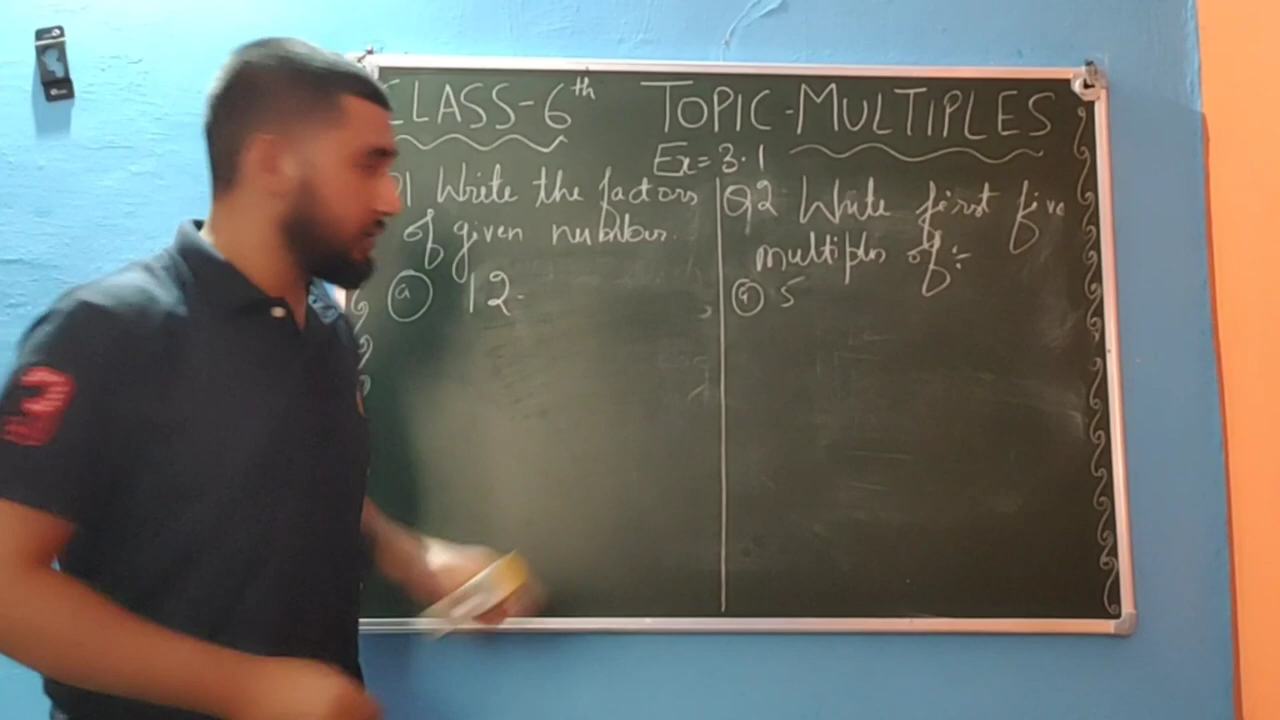 CLASS-6th TOPIC-MULTIPLES
Ex=3.1
Q1 Write the factors
of given numbers.
(a) 12.
Q2 Write first five
multiples of:-
(a) 5
3